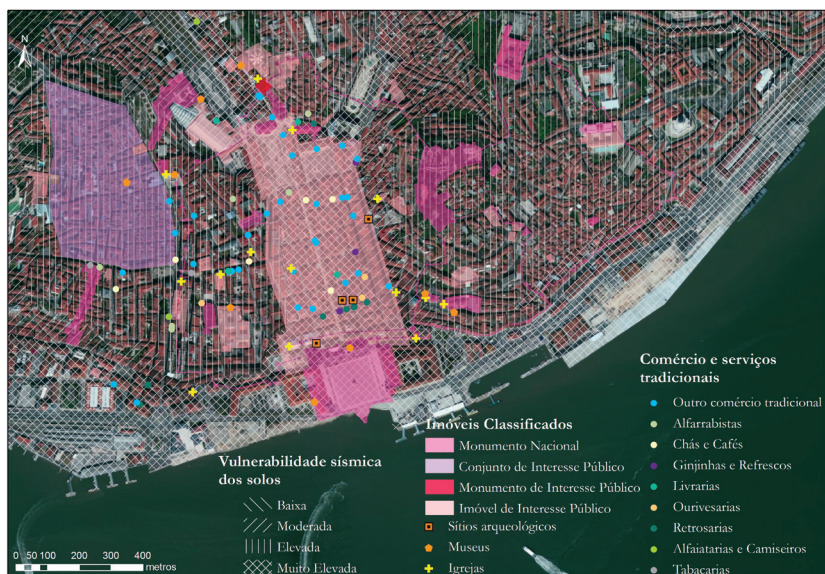 N
Vulnerabilidade sísmica
dos solos
Baixa
Moderada
Elevada
Muito Elevada
Imóveis Classificados
Monumento Nacional
Conjunto de Interesse Público
Monumento de Interesse Público
Imóvel de Interesse Público
Sítios arqueológicos
Museus
Igrejas
Comércio e serviços
tradicionais
Outro comércio tradicional
Alfarrabistas
Chás e Cafés
Ginjinhas e Refrescos
Livrarias
Ourivesarias
Retrosarias
Alfaiatarias e Camiseiros
Tabacarias
0 50 100 200 300 400
metros